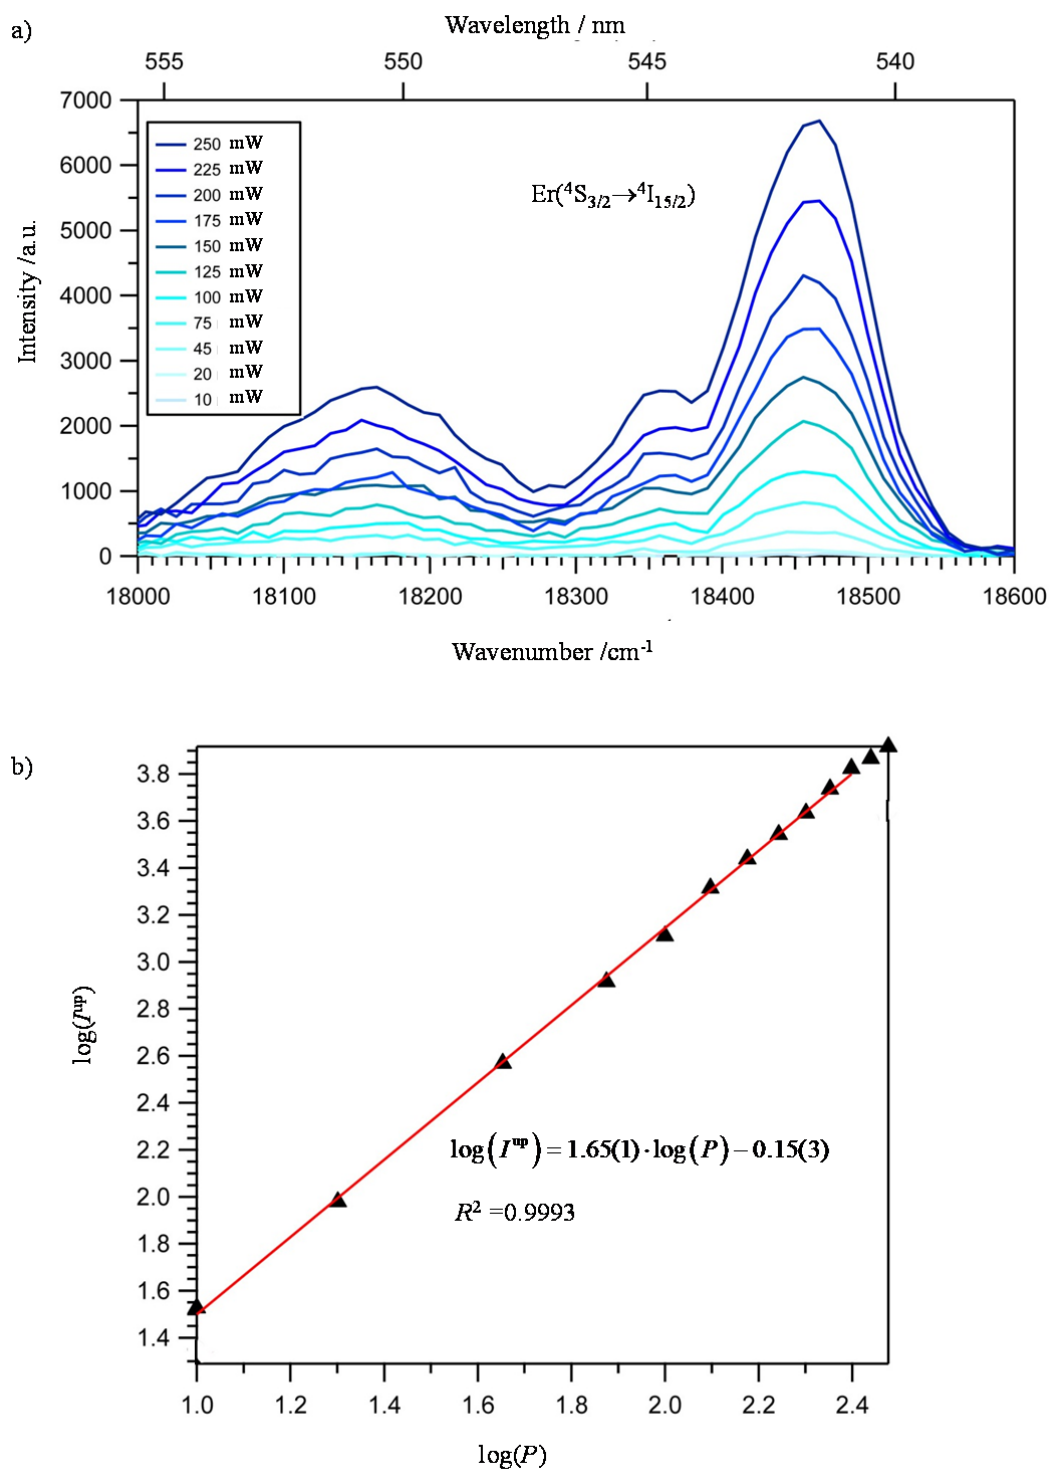 a)
Wavelength / nm
555 550 545 540
7000
6000
5000
4000
3000
2000
1000
0
Intensity /a.u.
250 mW
225 mW
200 mW
175 mW
150 mW
125 mW
100 mW
75 mW
45 mW
20 mW
10 mW
Er(⁴S₃/₂→⁴I₁₅/₂)
18000 18100 18200 18300 18400 18500 18600
Wavenumber /cm⁻¹
b)
3.8
3.6
3.4
3.2
3.0
2.8
2.6
2.4
2.2
2.0
1.8
1.6
1.4
log(Iᵘᵖ)
log(Iᵘᵖ) = 1.65(1)·log(P) − 0.15(3)
R² =0.9993
1.0 1.2 1.4 1.6 1.8 2.0 2.2 2.4
log(P)